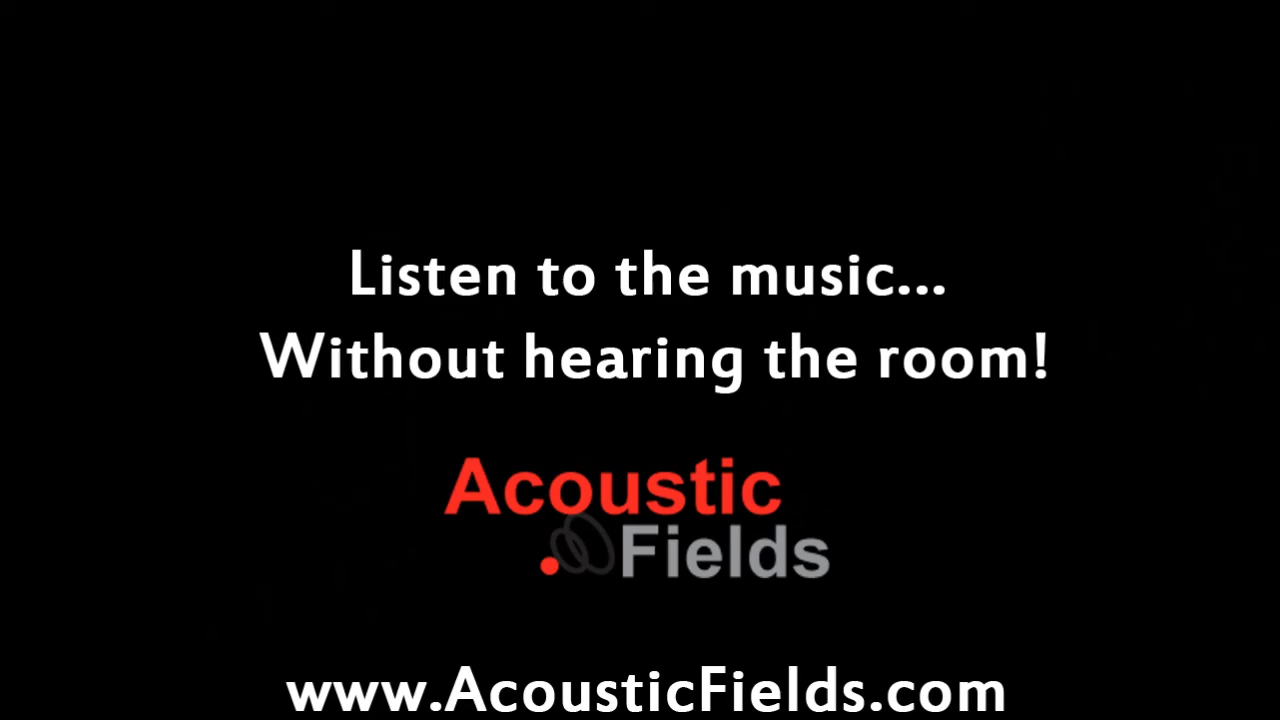 Listen to the music...
Without hearing the room!
Acoustic
Fields
www.AcousticFields.com